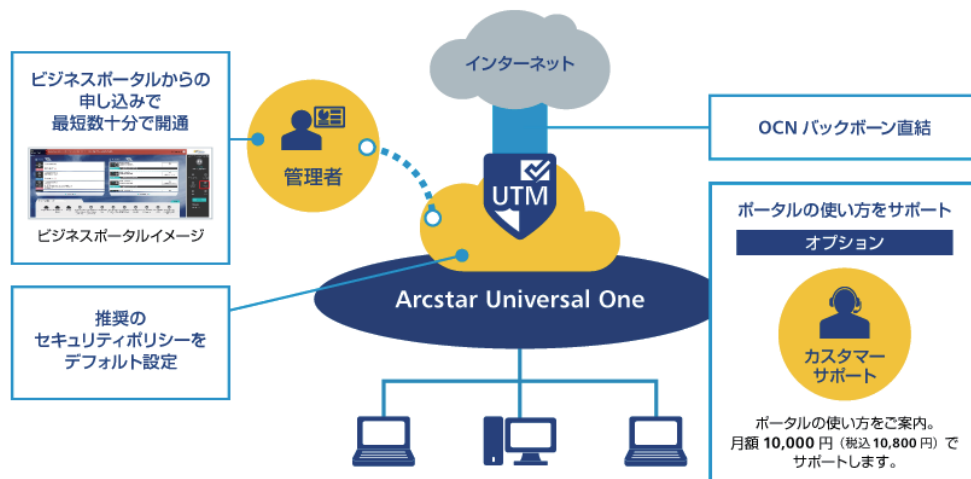 インターネット
ビジネスポータルからの
申し込みで
最短数十分で開通
ビジネスポータルイメージ
管理者
UTM
OCN バックボーン直結
Arcstar Universal One
推奨の
セキュリティポリシーを
デフォルト設定
ポータルの使い方をサポート
オプション
カスタマー
サポート
ポータルの使い方をご案内。
月額 10,000 円（税込 10,800 円）で
サポートします。